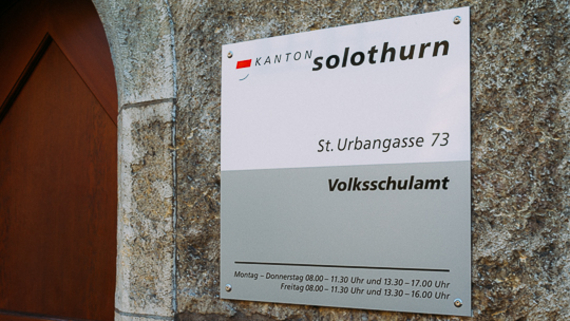 KANTON solothurn
St. Urbangasse 73
Volksschulamt
Montag – Donnerstag 08.00 – 11.30 Uhr und 13.30 – 17.00 Uhr
Freitag 08.00 – 11.30 Uhr und 13.30 – 16.00 Uhr